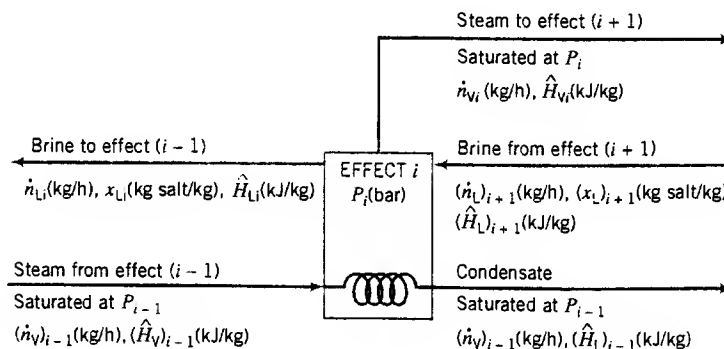 Steam to effect (i + 1)
Saturated at P_i
ṅ_Vi (kg/h), Ĥ_Vi(kJ/kg)
Brine to effect (i − 1)
ṅ_Li(kg/h), x_Li(kg salt/kg), Ĥ_Li(kJ/kg)
EFFECT i
P_i(bar)
Brine from effect (i + 1)
(ṅ_L)_i + 1(kg/h), (x_L)_i + 1(kg salt/kg)
(Ĥ_L)_i + 1(kJ/kg)
Steam from effect (i − 1)
Saturated at P_i − 1
(ṅ_V)_i − 1(kg/h), (Ĥ_V)_i − 1(kJ/kg)
Condensate
Saturated at P_i − 1
(ṅ_V)_i − 1(kg/h), (Ĥ_L)_i − 1(kJ/kg)